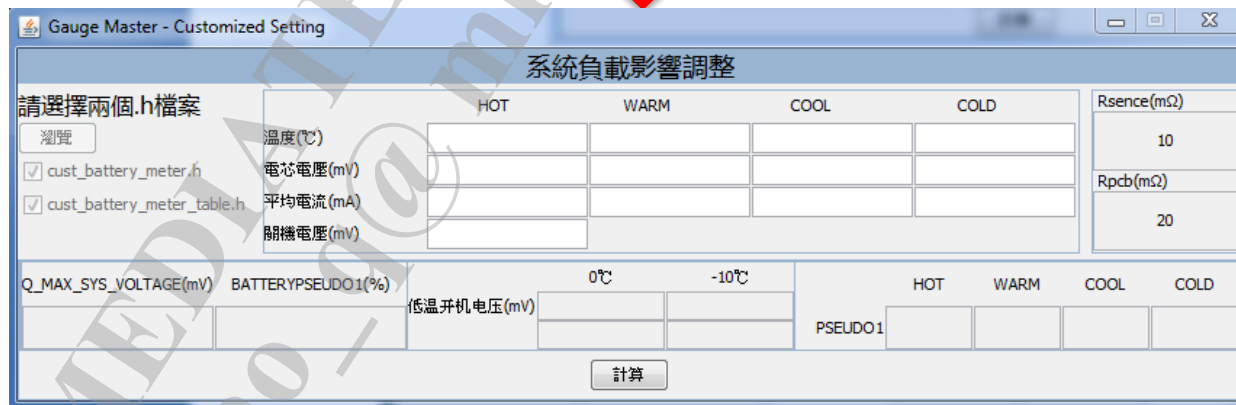 Gauge Master - Customized Setting
系統負載影響調整
請選擇兩個.h檔案
瀏覽
cust_battery_meter.h
cust_battery_meter_table.h
HOT WARM COOL COLD
溫度(℃)
電芯電壓(mV)
平均電流(mA)
關機電壓(mV)
Rsence(mΩ)
10
Rpcb(mΩ)
20
Q_MAX_SYS_VOLTAGE(mV) BATTERYPSEUDO1(%)
0℃ -10℃
低温开机电压(mV)
HOT WARM COOL COLD
PSEUDO1
計算
MEDIATE